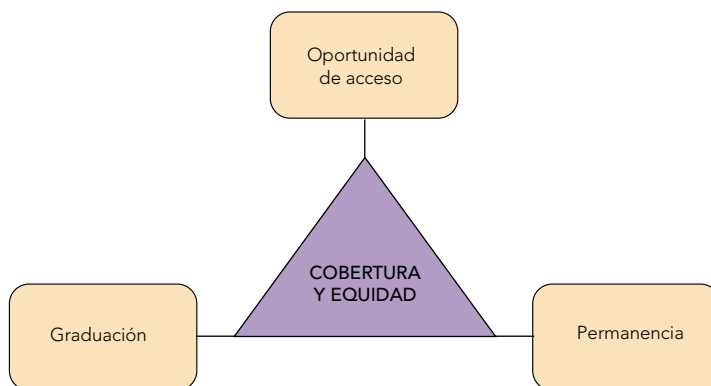 Oportunidad
de acceso
COBERTURA
Y EQUIDAD
Graduación
Permanencia